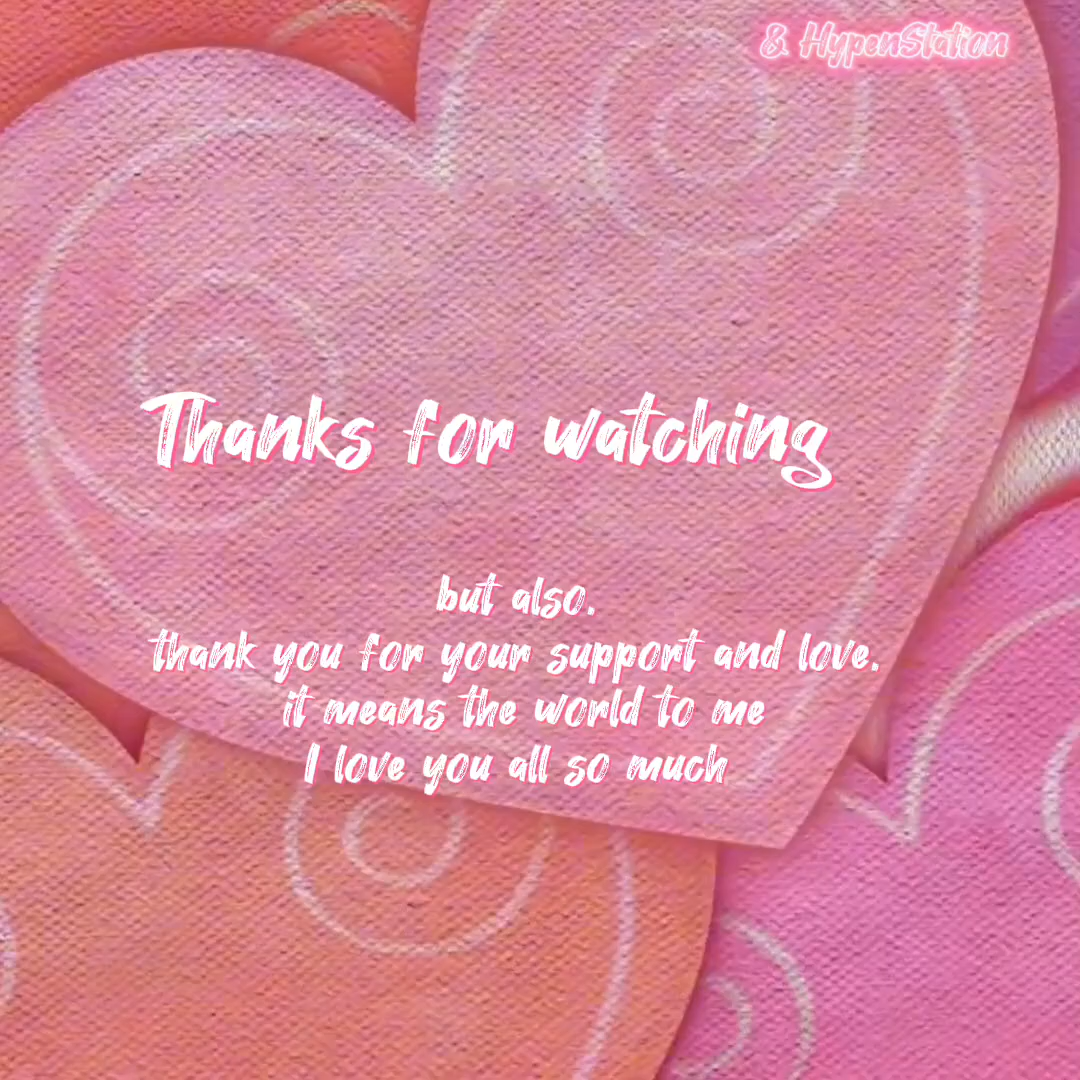 & HypenStation
Thanks for watching
but also.
thank you for your support and love.
it means the world to me
I love you all so much